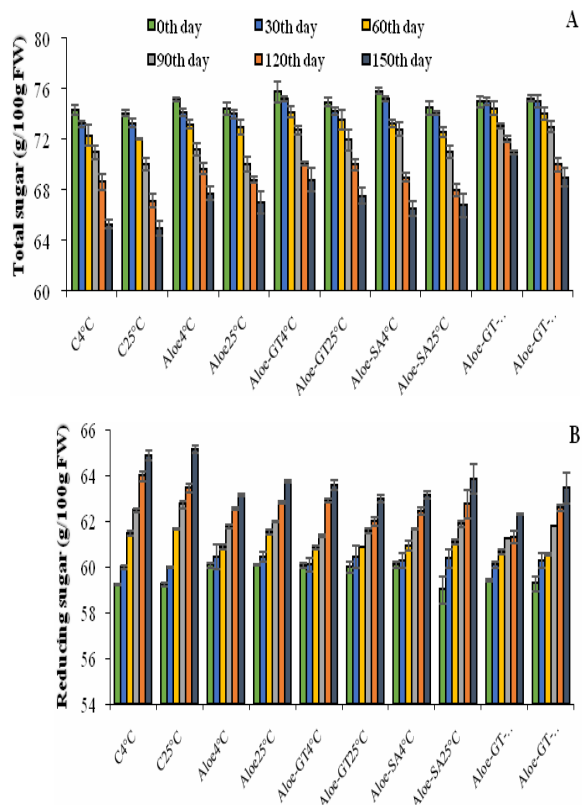 A
0th day 30th day 60th day
90th day 120th day 150th day
Total sugar (g/100g FW)
80
76
72
68
64
60
C4°C
C25°C
Aloe4°C
Aloe25°C
Aloe-GT4°C
Aloe-GT25°C
Aloe-SA4°C
Aloe-SA25°C
Aloe-GT-..
Aloe-GT-..
B
Reducing sugar (g/100g FW)
66
64
62
60
58
56
54
C4°C
C25°C
Aloe4°C
Aloe25°C
Aloe-GT4°C
Aloe-GT25°C
Aloe-SA4°C
Aloe-SA25°C
Aloe-GT-..
Aloe-GT-..